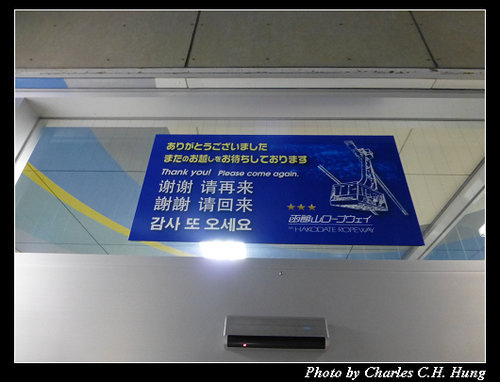 ありがとうございました
またのお越しをお待ちしております
Thank you! Please come again.
谢谢 请再来
謝謝 请回来
감사 또 오세요
★★★
函館山ロープウェイ
Mt. HAKODATE ROPEWAY
Photo by Charles C.H. Hung